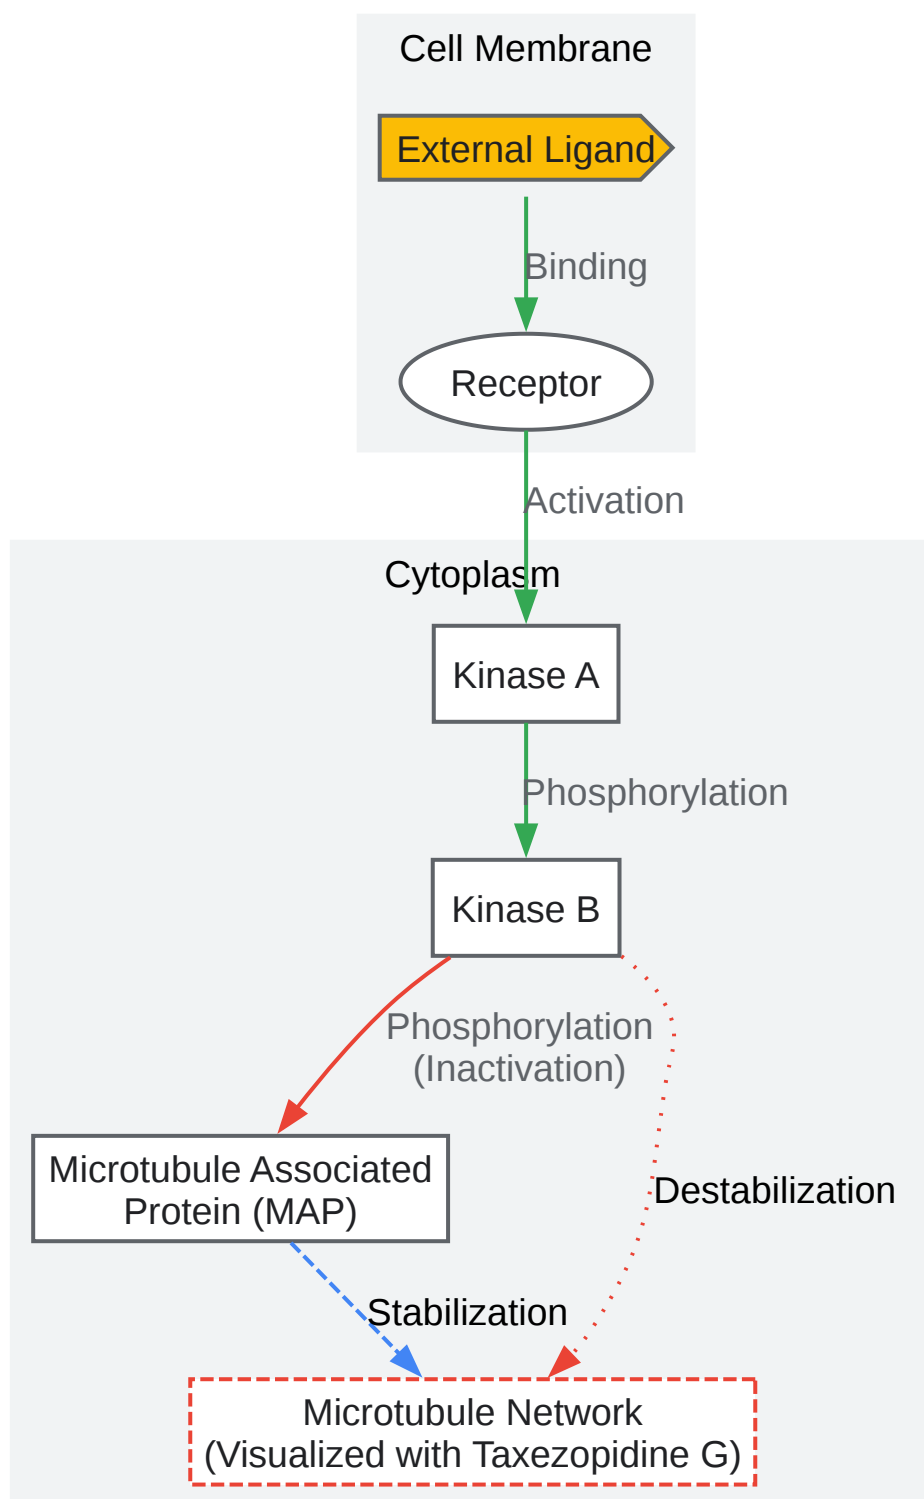 Cell Membrane
External Ligand
Binding
Receptor
Activation
Cytoplasm
Kinase A
Phosphorylation
Kinase B
Phosphorylation
(Inactivation)
Microtubule Associated
Protein (MAP)
Destabilization
Stabilization
Microtubule Network
(Visualized with Taxezopidine G)